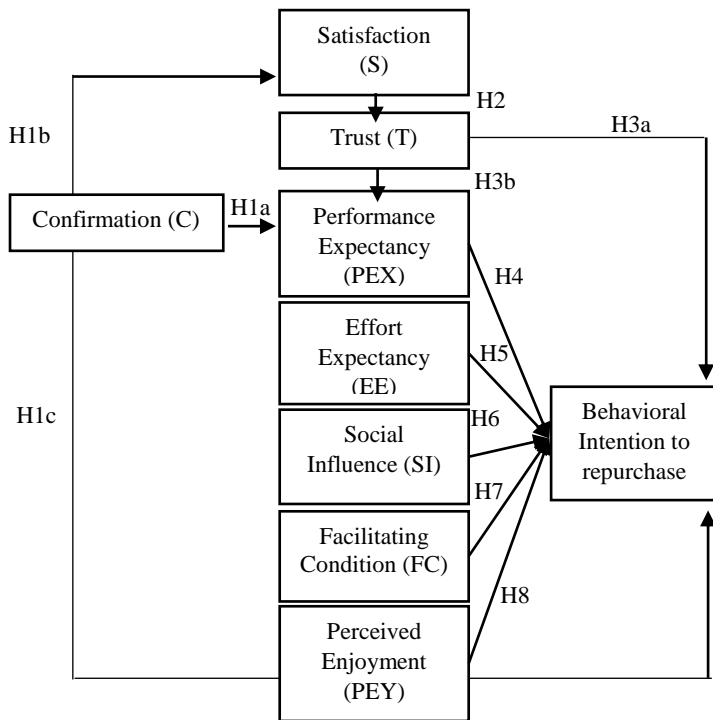 Satisfaction
(S)
H2
H1b
Trust (T)
H3a
H3b
Confirmation (C)
H1a
Performance
Expectancy
(PEX)
H4
Effort
Expectancy
(EE)
H5
H1c
H6
Social
Influence (SI)
Behavioral
Intention to
repurchase
H7
Facilitating
Condition (FC)
H8
Perceived
Enjoyment
(PEY)